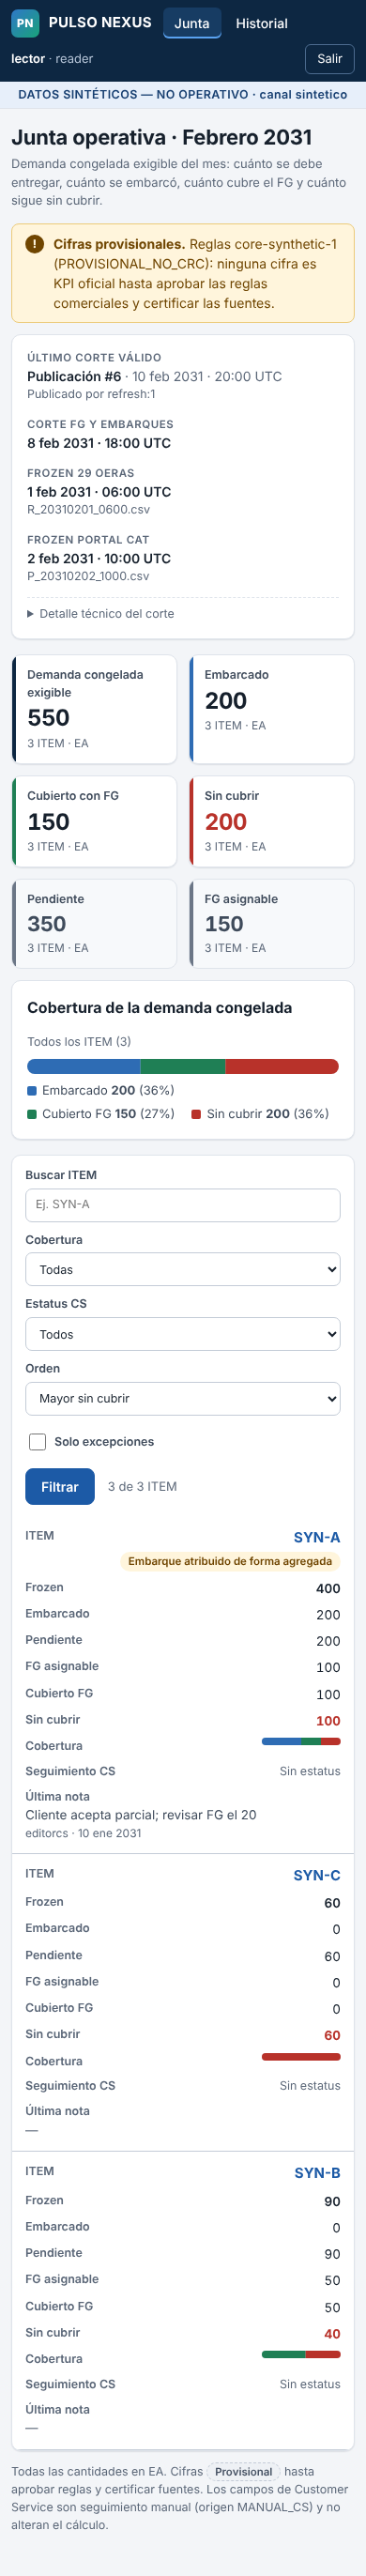 PN PULSO NEXUS Junta Historial
lector · reader Salir
DATOS SINTÉTICOS — NO OPERATIVO · canal sintetico
Junta operativa · Febrero 2031
Demanda congelada exigible del mes: cuánto se debe
entregar, cuánto se embarcó, cuánto cubre el FG y cuánto
sigue sin cubrir.
! Cifras provisionales. Reglas core-synthetic-1
(PROVISIONAL_NO_CRC): ninguna cifra es
KPI oficial hasta aprobar las reglas
comerciales y certificar las fuentes.
ÚLTIMO CORTE VÁLIDO
Publicación #6 · 10 feb 2031 · 20:00 UTC
Publicado por refresh:1
CORTE FG Y EMBARQUES
8 feb 2031 · 18:00 UTC
FROZEN 29 OERAS
1 feb 2031 · 06:00 UTC
R_20310201_0600.csv
FROZEN PORTAL CAT
2 feb 2031 · 10:00 UTC
P_20310202_1000.csv
▶ Detalle técnico del corte
Demanda congelada
exigible
550
3 ITEM · EA
Embarcado
200
3 ITEM · EA
Cubierto con FG
150
3 ITEM · EA
Sin cubrir
200
3 ITEM · EA
Pendiente
350
3 ITEM · EA
FG asignable
150
3 ITEM · EA
Cobertura de la demanda congelada
Todos los ITEM (3)
Embarcado 200 (36%)
Cubierto FG 150 (27%) Sin cubrir 200 (36%)
Buscar ITEM
Ej. SYN-A
Cobertura
Todas
Estatus CS
Todos
Orden
Mayor sin cubrir
Solo excepciones
Filtrar 3 de 3 ITEM
ITEM SYN-A
Embarque atribuido de forma agregada
Frozen 400
Embarcado 200
Pendiente 200
FG asignable 100
Cubierto FG 100
Sin cubrir 100
Cobertura
Seguimiento CS Sin estatus
Última nota
Cliente acepta parcial; revisar FG el 20
editorcs · 10 ene 2031
ITEM SYN-C
Frozen 60
Embarcado 0
Pendiente 60
FG asignable 0
Cubierto FG 0
Sin cubrir 60
Cobertura
Seguimiento CS Sin estatus
Última nota
—
ITEM SYN-B
Frozen 90
Embarcado 0
Pendiente 90
FG asignable 50
Cubierto FG 50
Sin cubrir 40
Cobertura
Seguimiento CS Sin estatus
Última nota
—
Todas las cantidades en EA. Cifras Provisional hasta
aprobar reglas y certificar fuentes. Los campos de Customer
Service son seguimiento manual (origen MANUAL_CS) y no
alteran el cálculo.